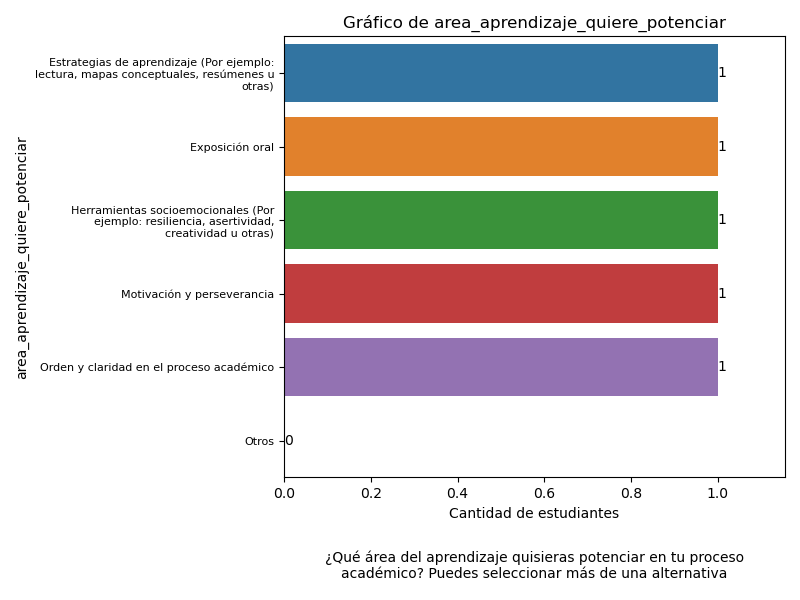 Gráfico de area_aprendizaje_quiere_potenciar
area_aprendizaje_quiere_potenciar
Estrategias de aprendizaje (Por ejemplo:
lectura, mapas conceptuales, resúmenes u
otras)
1
Exposición oral
1
Herramientas socioemocionales (Por
ejemplo: resiliencia, asertividad,
creatividad u otras)
1
Motivación y perseverancia
1
Orden y claridad en el proceso académico
1
Otros
0
0.0 0.2 0.4 0.6 0.8 1.0
Cantidad de estudiantes
¿Qué área del aprendizaje quisieras potenciar en tu proceso
académico? Puedes seleccionar más de una alternativa